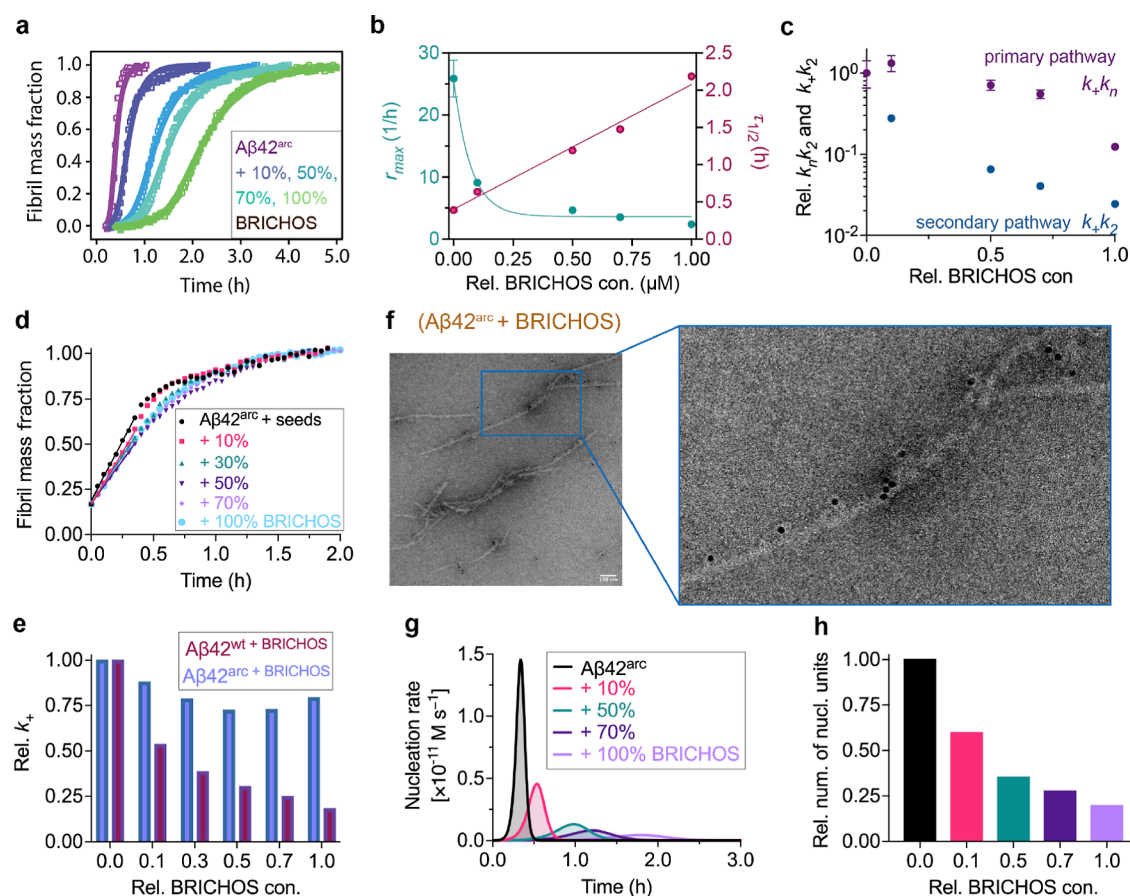 a
Fibril mass fraction
1.0
0.8
0.6
0.4
0.2
0.0
0.0 1.0 2.0 3.0 4.0 5.0
Time (h)
Aβ42arc
+ 10%, 50%,
70%, 100%
BRICHOS
b
rmax (1/h)
30
20
10
0
τ1/2 (h)
2.5
2.0
1.5
1.0
0.5
0.0
0.00 0.25 0.50 0.75 1.00
Rel. BRICHOS con. (μM)
c
Rel. knk2 and k+k2
100
10-1
10-2
primary pathway
k+kn
secondary pathway k+k2
0.0 0.5 1.0
Rel. BRICHOS con
d
Fibril mass fraction
1.00
0.75
0.50
0.25
0.00
0.0 0.5 1.0 1.5 2.0
Time (h)
Aβ42arc + seeds
+ 10%
+ 30%
+ 50%
+ 70%
+ 100% BRICHOS
f (Aβ42arc + BRICHOS)
e
Rel. k+
1.00
0.75
0.50
0.25
0.00
Aβ42wt + BRICHOS
Aβ42arc + BRICHOS
0.0 0.1 0.3 0.5 0.7 1.0
Rel. BRICHOS con.
g
Nucleation rate
[×10−11 M s−1]
1.5
1.0
0.5
0.0
0.0 1.0 2.0 3.0
Time (h)
Aβ42arc
+ 10%
+ 50%
+ 70%
+ 100% BRICHOS
h
Rel. num. of nucl. units
1.00
0.75
0.50
0.25
0.00
0.0 0.1 0.5 0.7 1.0
Rel. BRICHOS con.